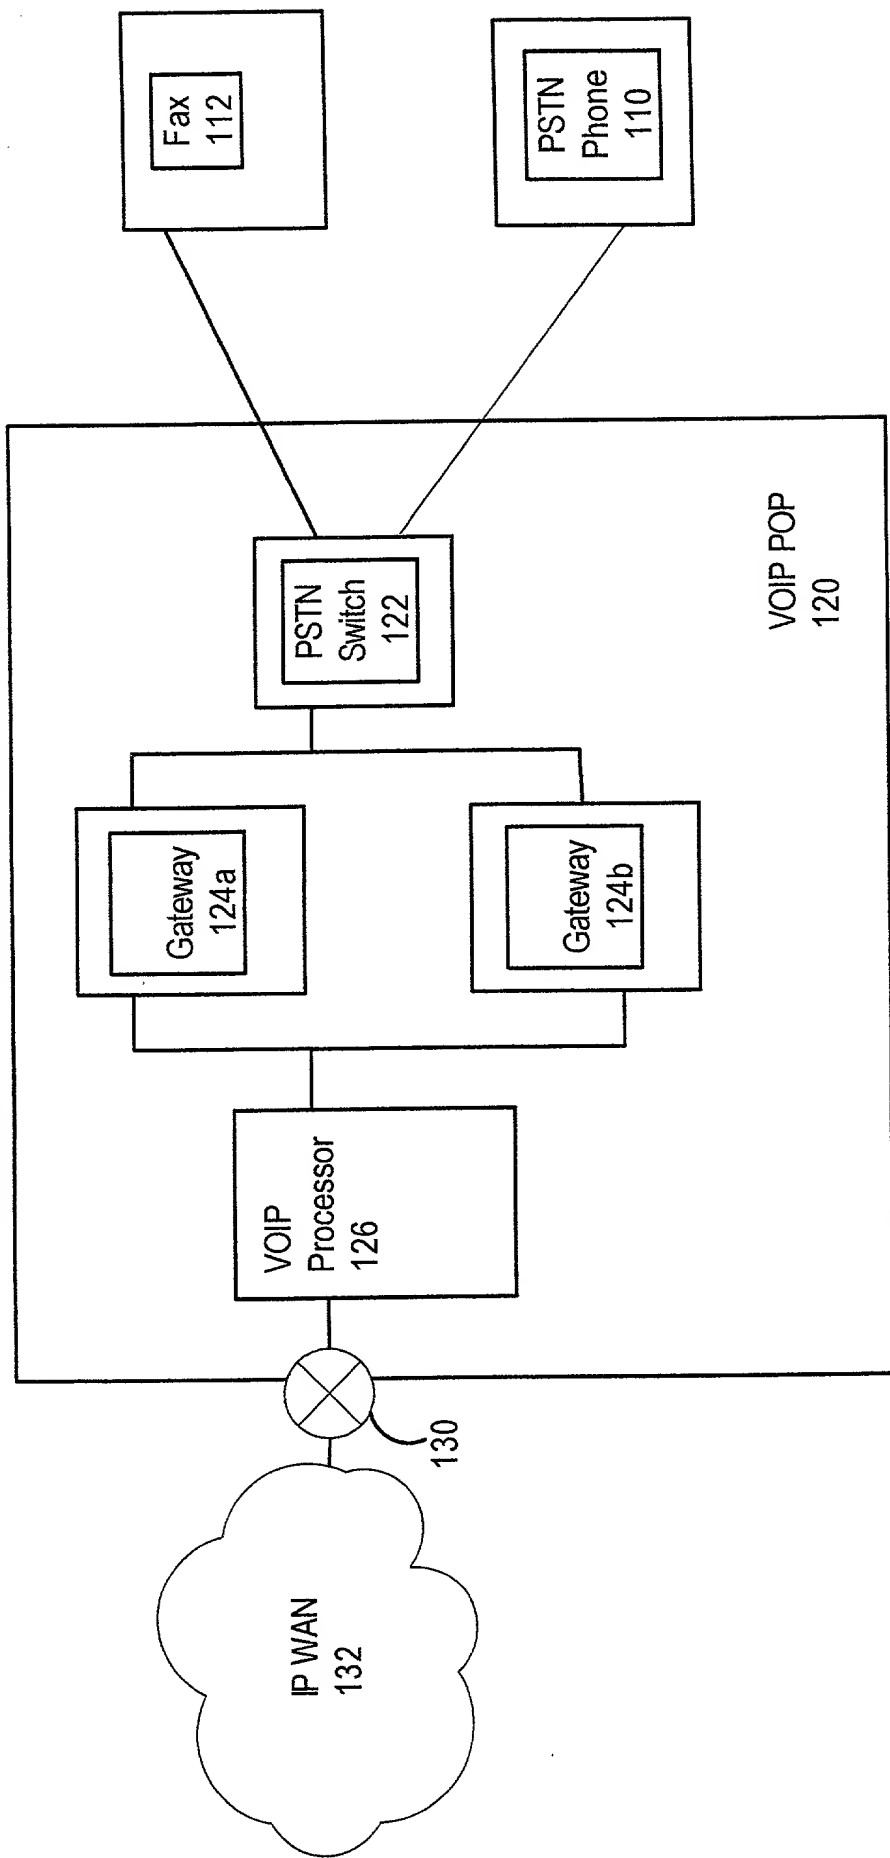 Fax
112
PSTN
Phone
110
PSTN
Switch
122
VOIP POP
120
Gateway
124a
Gateway
124b
VOIP
Processor
126
130
IP WAN
132